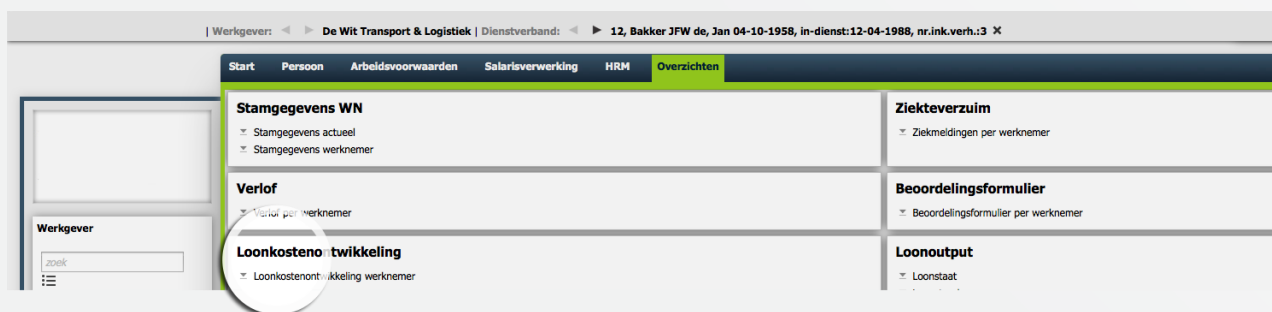 | Werkgever: De Wit Transport & Logistiek | Dienstverband: 12, Bakker JFW de, Jan 04-10-1958, in-dienst:12-04-1988, nr.ink.verh.:3 X
Start Persoon Arbeidsvoorwaarden Salarisverwerking HRM Overzichten
Stamgegevens WN
Stamgegevens actueel
Stamgegevens werknemer
Ziekteverzuim
Ziekmeldingen per werknemer
Verlof
Verlof per werknemer
Beoordelingsformulier
Beoordelingsformulier per werknemer
Werkgever
zoek
Loonkostenontwikkeling
Loonkostenontwikkeling werknemer
Loonoutput
Loonstaat